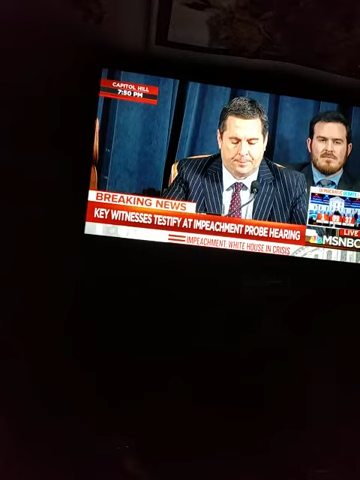 CAPITOL HILL
7:50 PM
BREAKING NEWS
KEY WITNESSES TESTIFY AT IMPEACHMENT PROBE HEARING
LIVE
MSNBC
IMPEACHMENT: WHITE HOUSE IN CRISIS